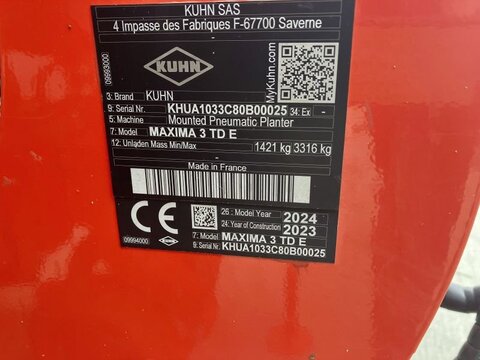 KUHN SAS
4 Impasse des Fabriques F-67700 Saverne
09993000
KUHN
MyKuhn.com
3: Brand KUHN
9: Serial Nr. KHUA1033C80B00025 34: Ex -
5: Machine Mounted Pneumatic Planter
7: Model MAXIMA 3 TD E
12: Unladen Mass Min/Max 1421 kg 3316 kg
Made in France
CE
26: Model Year 2024
24: Year of Construction 2023
09994000
KUHN
7: Model MAXIMA 3 TD E
9: Serial Nr: KHUA1033C80B00025